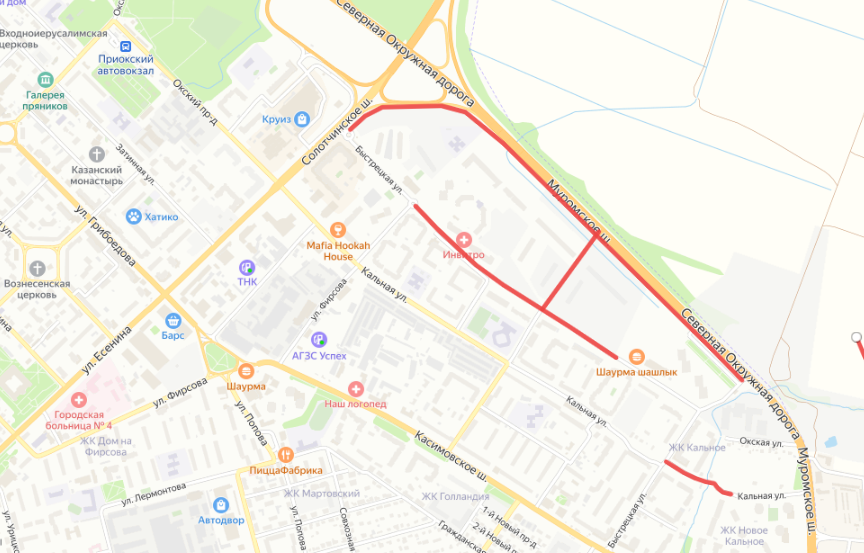 й дом
Входноиерусалимская
церковь
Приокский
автовокзал
Галерея
пряников
Окский пр-д
Круиз
Солотчинское ш.
Северная Окружная дорога
Казанский
монастырь
Затинная ул.
Быстрецкая ул.
Хатико
ул. Грибоедова
Муромское ш.
Mafia Hookah
House
Инвитро
Вознесенская
церковь
ТНК
Кальная ул.
ул. Фирсова
Барс
ул. Есенина
АГЗС Успех
Северная Окружная дорога
Шаурма шашлык
Шаурма
ул. Фирсова
Наш логопед
Городская
больница № 4
ул. Попова
Кальная ул.
ЖК Дом на
Фирсова
Касимовское ш.
Окская ул.
ЖК Кальное
ПиццаФабрика
Муромское ш.
ул. Лермонтова
ЖК Мартовский
ЖК Голландия
Кальная ул.
Автодвор
ул. Попова
Совхозная
1-й Новый пр-д
2-й Новый пр-д
Гражданская
Быстрецкая ул.
ЖК Новое
Кальное
ул. Урицкого